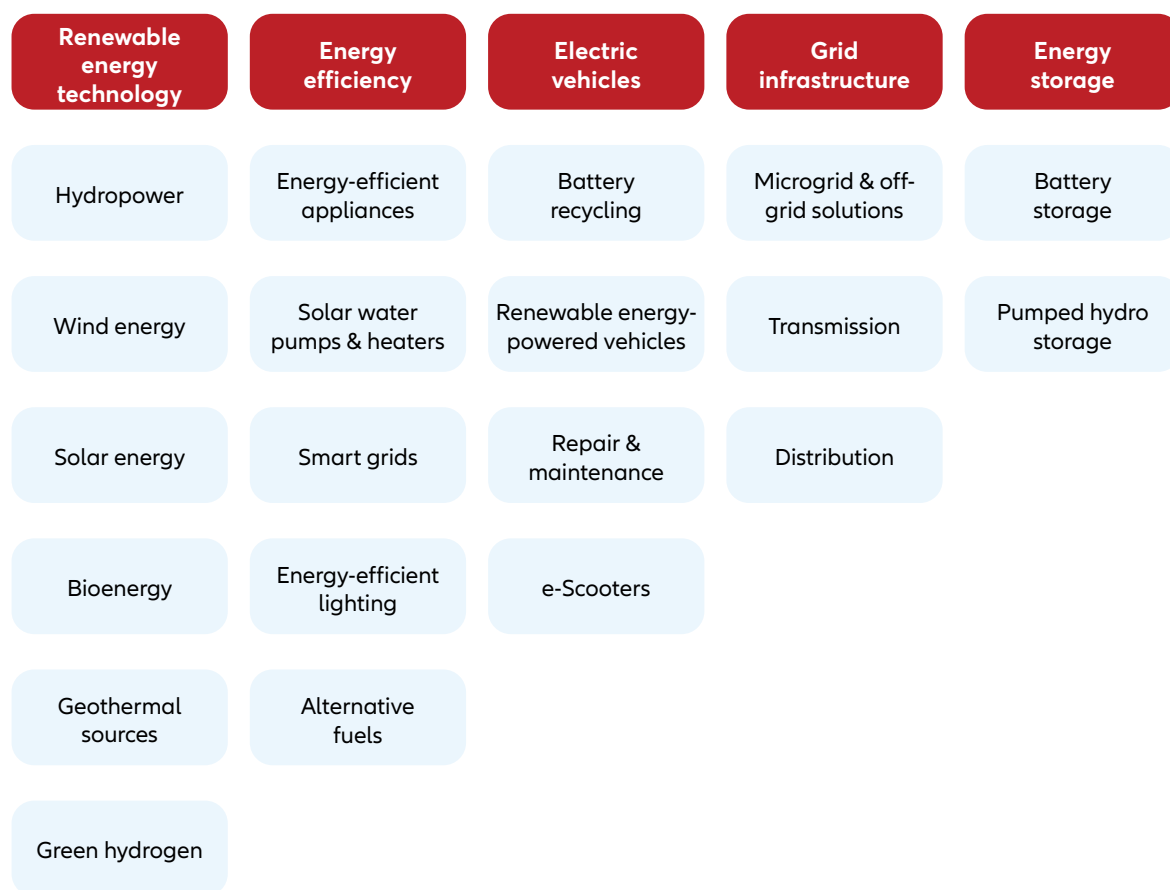 Renewable
energy
technology
Energy
efficiency
Electric
vehicles
Grid
infrastructure
Energy
storage
Hydropower
Energy-efficient
appliances
Battery
recycling
Microgrid & off-
grid solutions
Battery
storage
Wind energy
Solar water
pumps & heaters
Renewable energy-
powered vehicles
Transmission
Pumped hydro
storage
Solar energy
Smart grids
Repair &
maintenance
Distribution
Bioenergy
Energy-efficient
lighting
e-Scooters
Geothermal
sources
Alternative
fuels
Green hydrogen